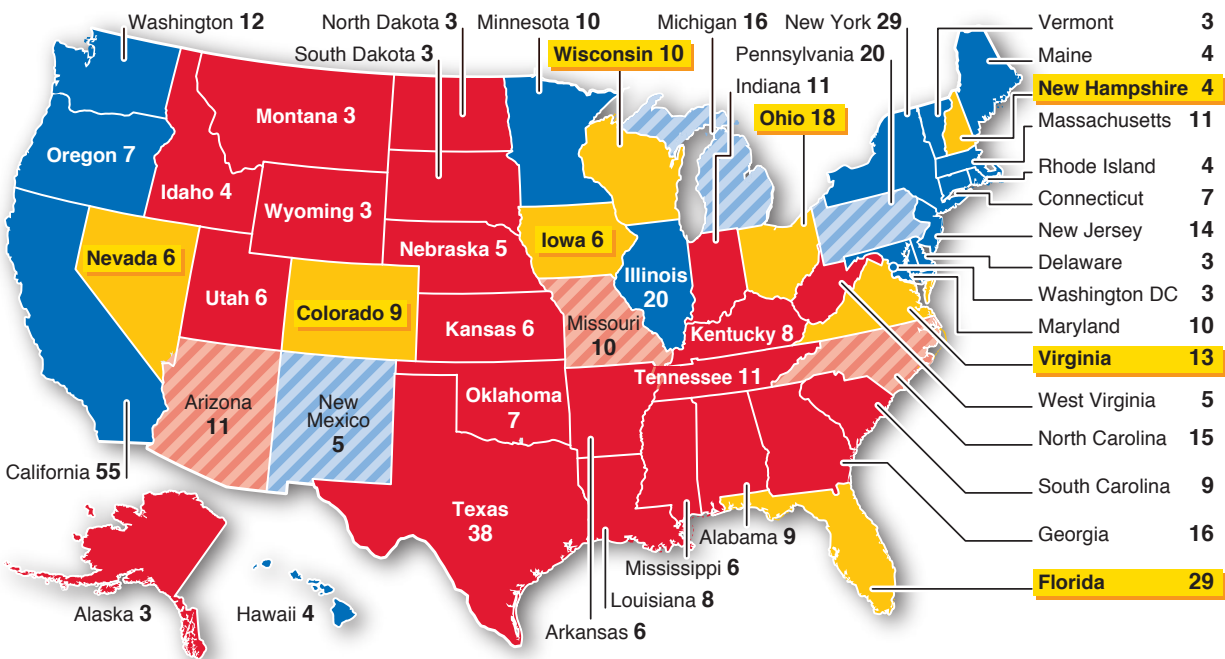 Washington 12
North Dakota 3
Minnesota 10
Michigan 16
New York 29
Vermont 3
South Dakota 3
Wisconsin 10
Pennsylvania 20
Maine 4
Indiana 11
New Hampshire 4
Montana 3
Ohio 18
Massachusetts 11
Oregon 7
Rhode Island 4
Idaho 4
Connecticut 7
Wyoming 3
New Jersey 14
Nebraska 5
Iowa 6
Nevada 6
Delaware 3
Illinois
20
Utah 6
Washington DC 3
Colorado 9
Kansas 6
Missouri
10
Kentucky 8
Maryland 10
Virginia 13
Tennessee 11
Arizona
11
New
Mexico
5
Oklahoma
7
West Virginia 5
North Carolina 15
California 55
South Carolina 9
Texas
38
Alabama 9
Georgia 16
Mississippi 6
Florida 29
Louisiana 8
Alaska 3
Hawaii 4
Arkansas 6